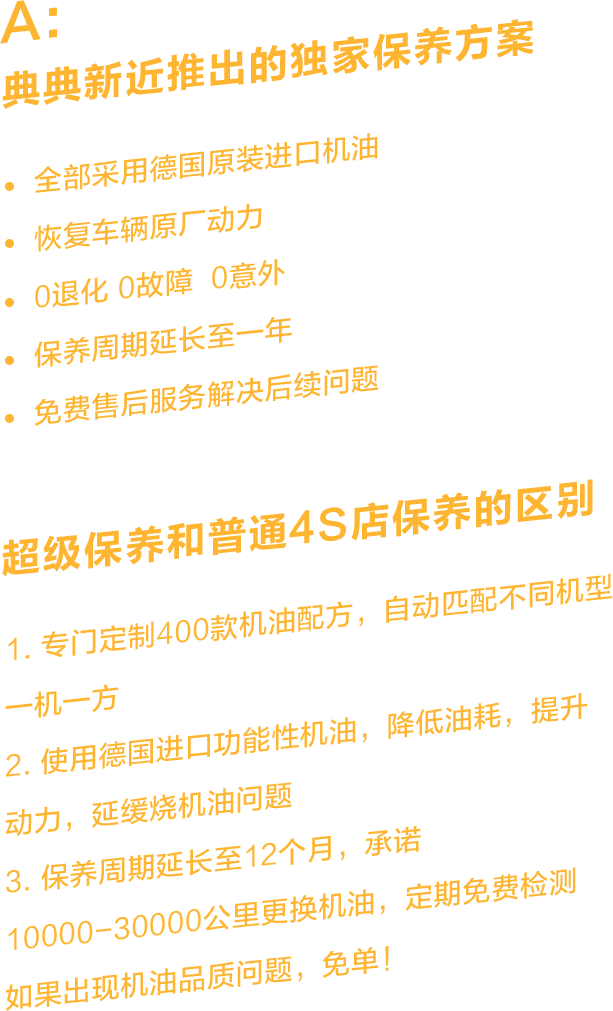 A:
典典新近推出的独家保养方案
• 全部采用德国原装进口机油
• 恢复车辆原厂动力
• 0退化 0故障 0意外
• 保养周期延长至一年
• 免费售后服务解决后续问题
超级保养和普通4S店保养的区别
1. 专门定制400款机油配方，自动匹配不同机型
一机一方
2. 使用德国进口功能性机油，降低油耗，提升
动力，延缓烧机油问题
3. 保养周期延长至12个月，承诺
10000-30000公里更换机油，定期免费检测
如果出现机油品质问题，免单！